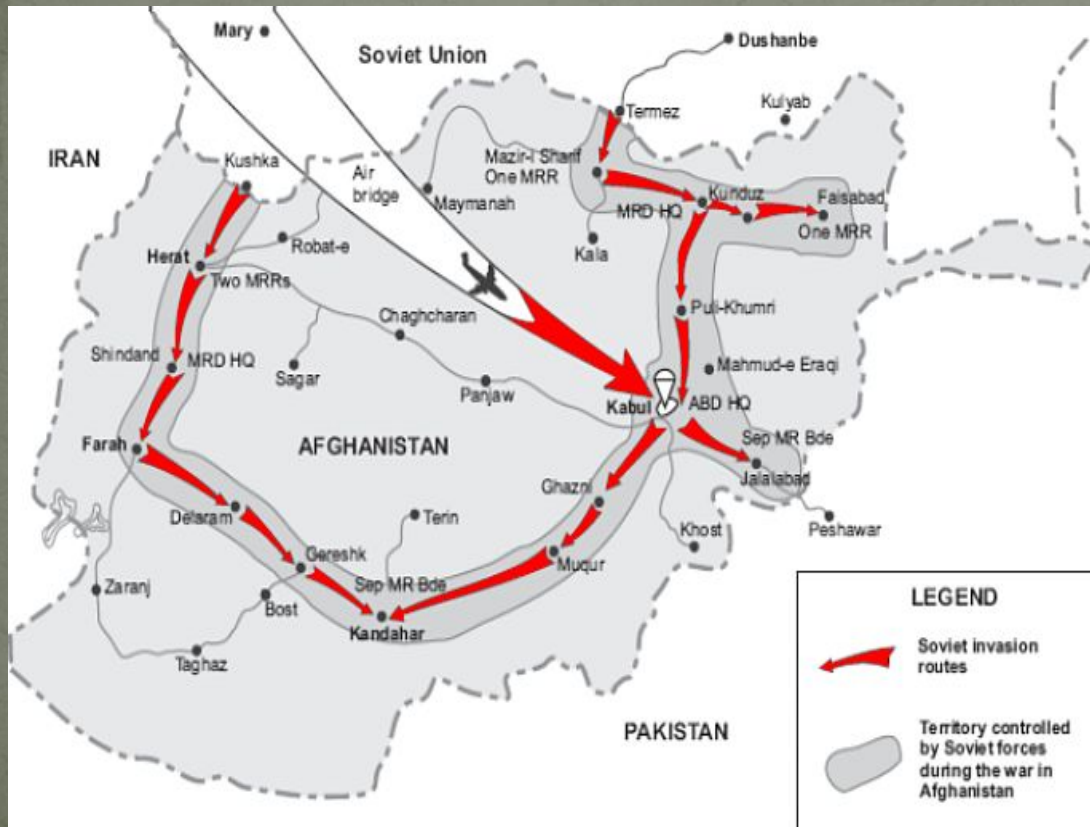 Mary
Soviet Union
Dushanbe
Termez
Kulyab
IRAN
Kushka
Air
bridge
Mazir-i Sharif
One MRR
Maymanah
Kunduz
Faisabad
MRD HQ
One MRR
Herat
Robat-e
Kala
Two MRRs
Chaghcharan
Puli-Khumri
Shindand
MRD HQ
Sagar
Panjaw
Mahmud-e Eraqi
Kabul
ABD HQ
Farah
AFGHANISTAN
Sep MR Bde
Jalalabad
Ghazni
Delaram
Terin
Khost
Peshawar
Gereshk
Muqur
Zaranj
Bost
Sep MR Bde
Kandahar
Taghaz
PAKISTAN
LEGEND
Soviet invasion
routes
Territory controlled
by Soviet forces
during the war in
Afghanistan